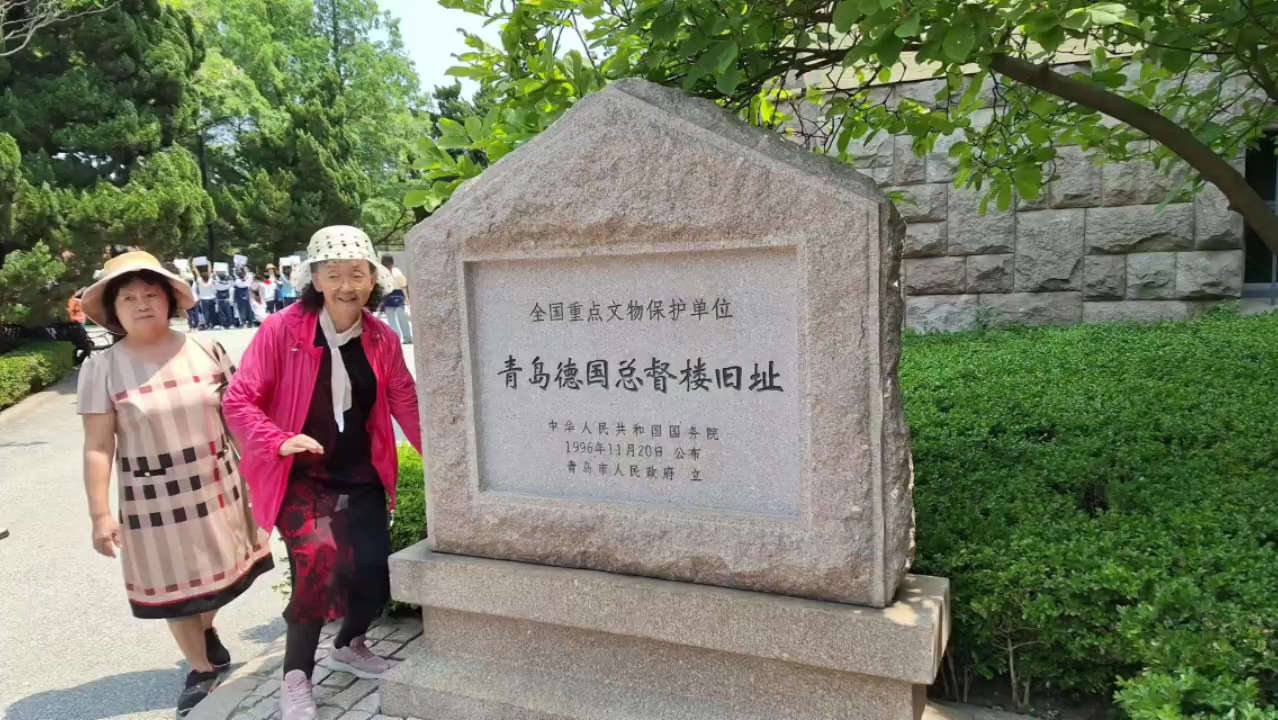 全国重点文物保护单位
青岛德国总督楼旧址
中华人民共和国国务院
1996年11月20日 公布
青岛市人民政府 立